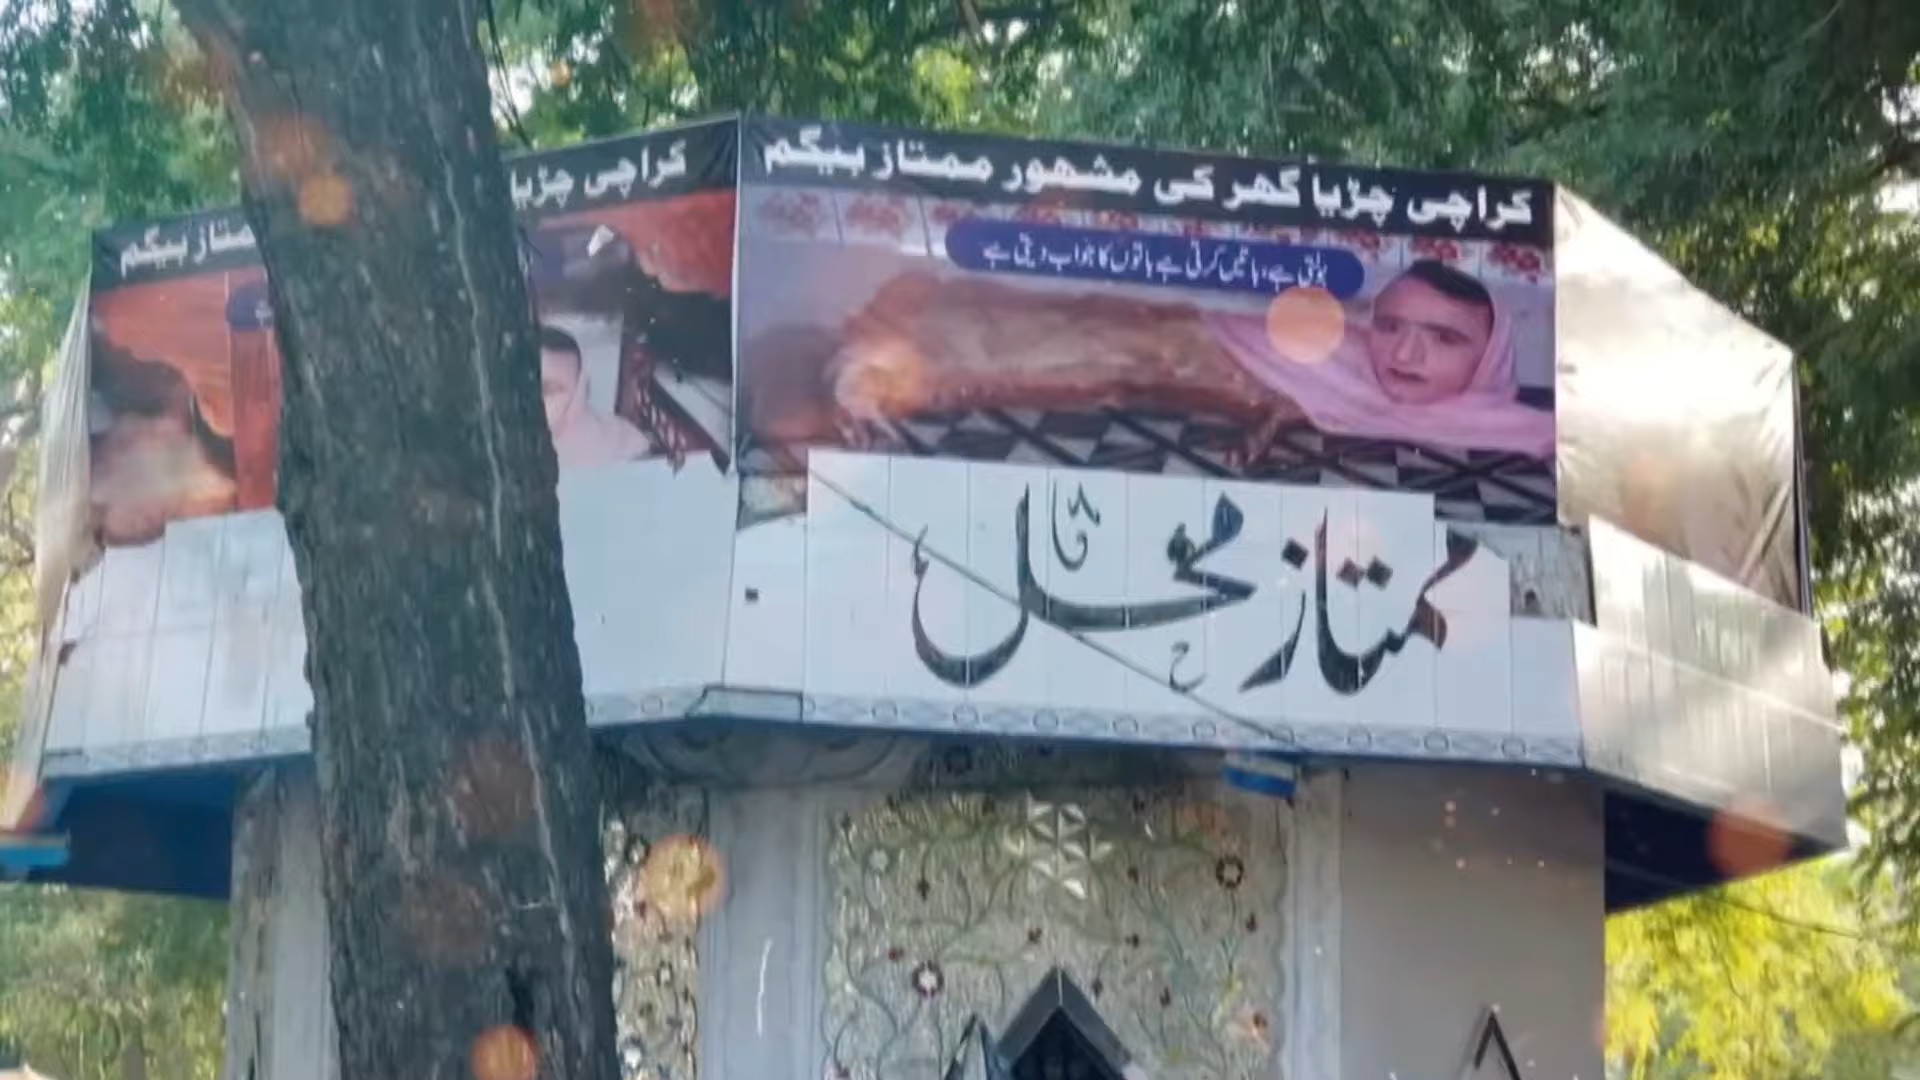 کراچی چڑیا گھر کی مشہور ممتاز بیگم
بولتی ہے، باتیں کرتی ہے باتوں کا جواب دیتی ہے
ممتاز محل
کراچی چڑیا
ممتاز بیگم